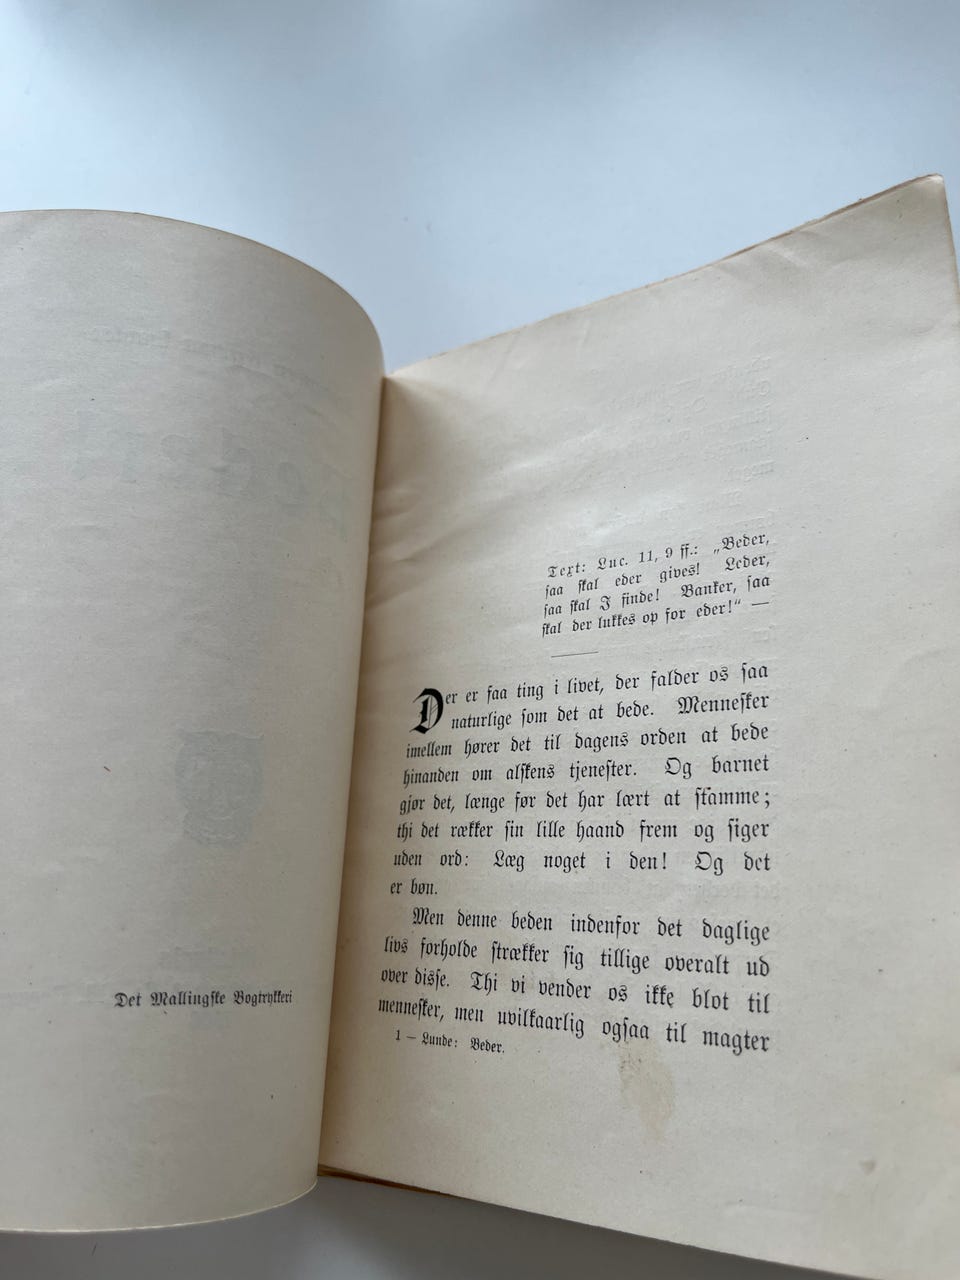 Det Mallingske Bogtrykkeri
Text: Luc. 11, 9 ff.: „Beder,
saa skal eder gives! Leder,
saa skal I finde! Banker, saa
skal der lukkes op for eder!“ —
Der er faa ting i livet, der falder os saa
naturlige som det at bede. Mennesker
imellem hører det til dagens orden at bede
hinanden om alskens tjenester. Og barnet
gjør det, længe før det har lært at stamme;
thi det rækker sin lille haand frem og siger
uden ord: Læg noget i den! Og det
er bøn.
Men denne beden indenfor det daglige
livs forholde strækker sig tillige overalt ud
over disse. Thi vi vender os ikke blot til
mennesker, men uvilkaarlig ogsaa til magter
1 — Lunde: Beder.